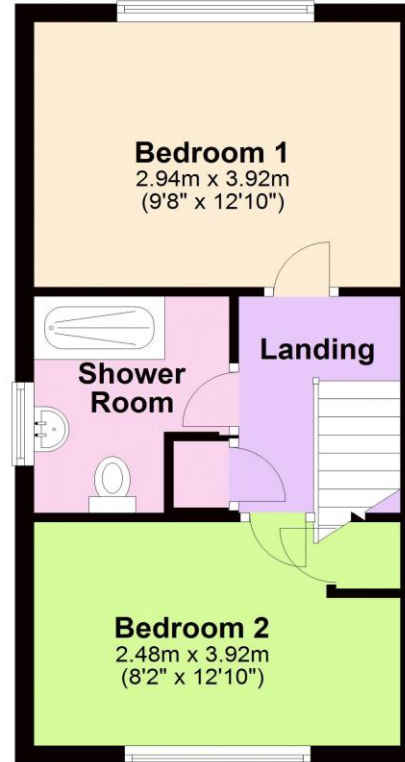 Bedroom 1
2.94m x 3.92m
(9'8" x 12'10")
Landing
Shower
Room
Bedroom 2
2.48m x 3.92m
(8'2" x 12'10")